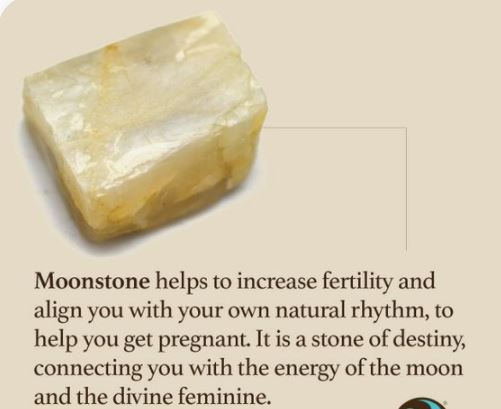 Moonstone helps to increase fertility and
align you with your own natural rhythm, to
help you get pregnant. It is a stone of destiny,
connecting you with the energy of the moon
and the divine feminine.